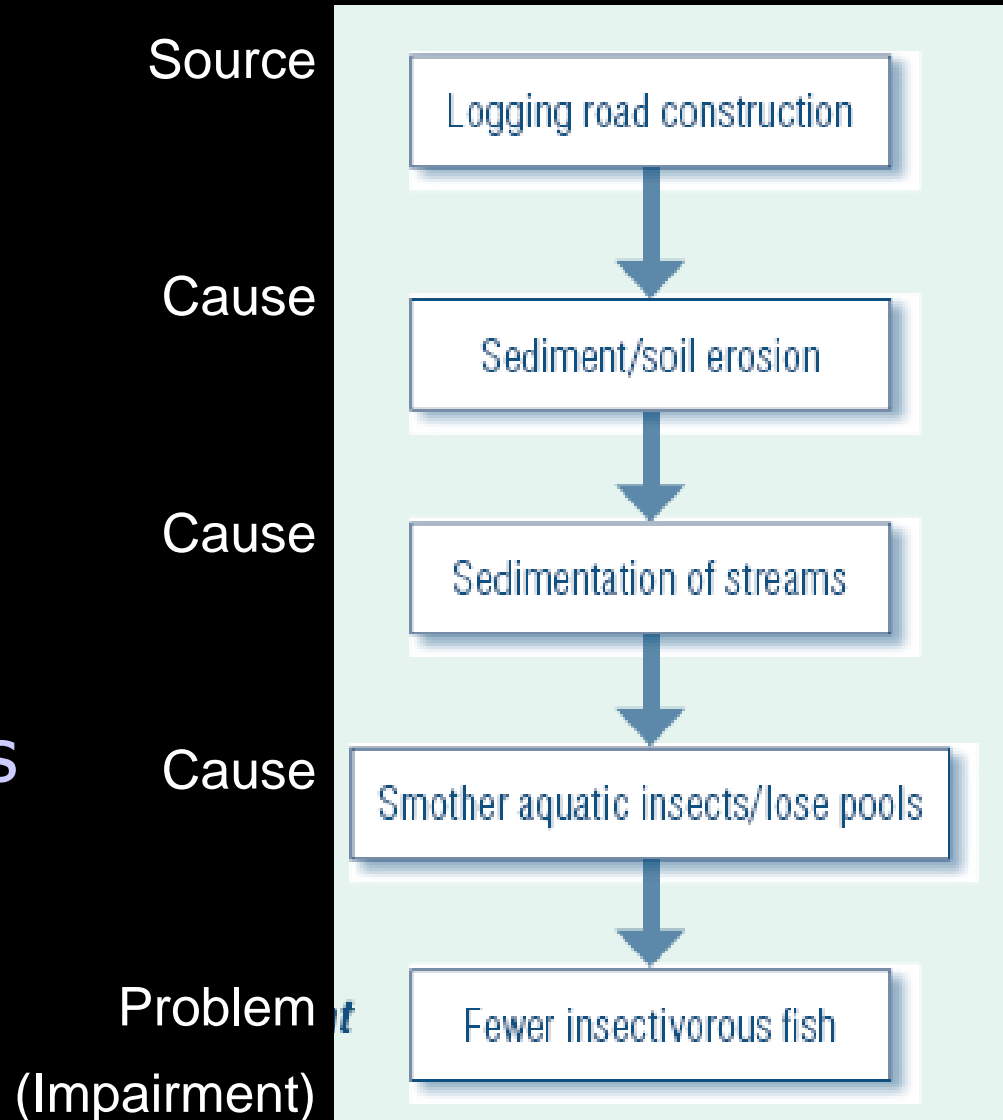 Source
Logging road construction
Cause
Sediment/soil erosion
Cause
Sedimentation of streams
s
Cause
Smother aquatic insects/lose pools
Problem
Fewer insectivorous fish
(Impairment)